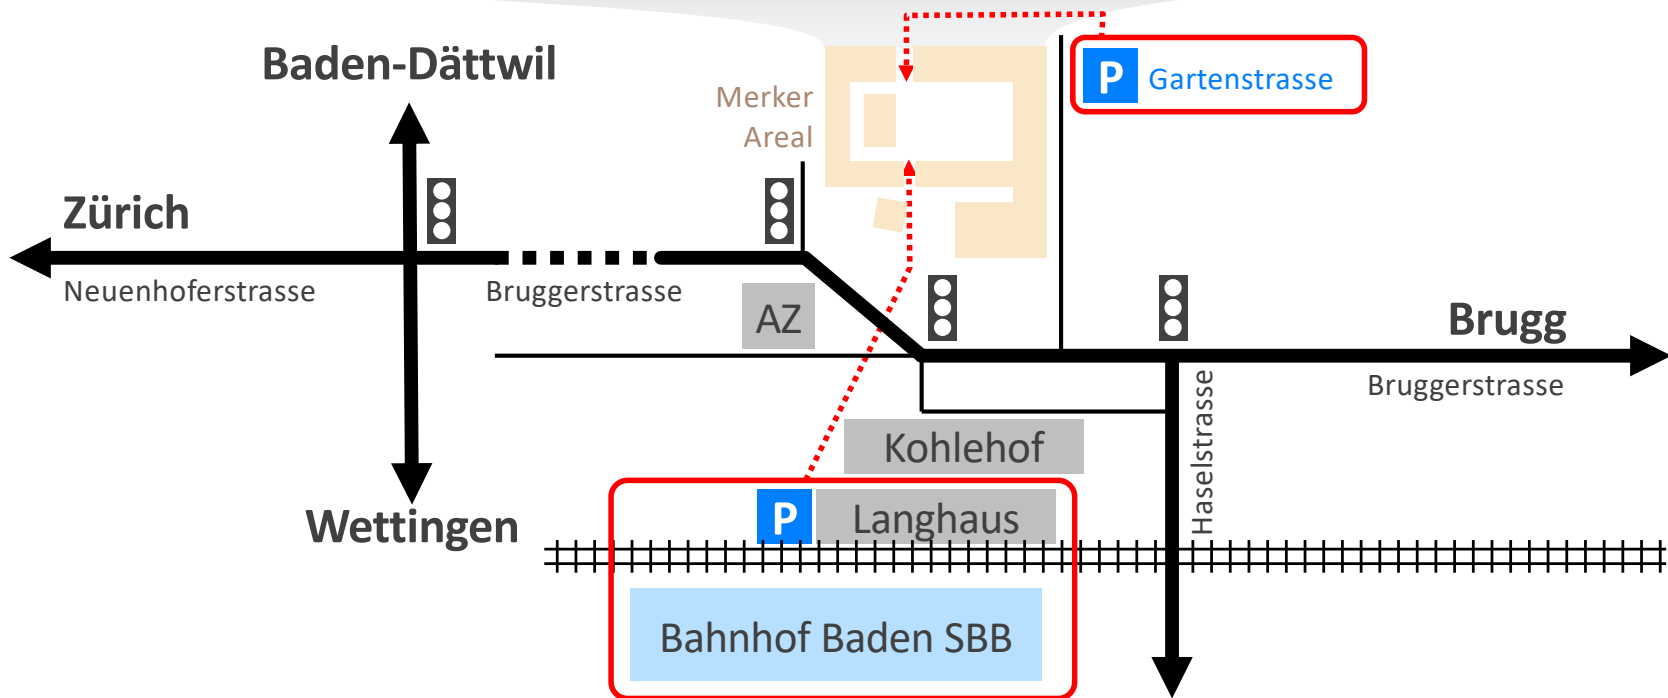 Baden-Dättwil
P Gartenstrasse
Merker
Areal
Zürich
Neuenhoferstrasse
Bruggerstrasse
AZ
Brugg
Bruggerstrasse
Haselstrasse
Kohlehof
P Langhaus
Wettingen
Bahnhof Baden SBB